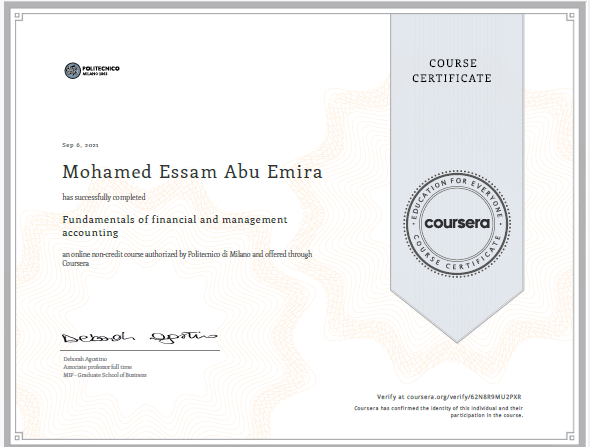 POLITECNICO
MILANO 1863
COURSE
CERTIFICATE
Sep 6, 2021
Mohamed Essam Abu Emira
has successfully completed
Fundamentals of financial and management
accounting
an online non-credit course authorized by Politecnico di Milano and offered through
Coursera
EDUCATION FOR EVERYONE
coursera
COURSE CERTIFICATE
Deborah Agostino
Deborah Agostino
Associate professor full time
MIP - Graduate School of Business
Verify at coursera.org/verify/62N8R9MU2PXR
Coursera has confirmed the identity of this individual and their
participation in the course.